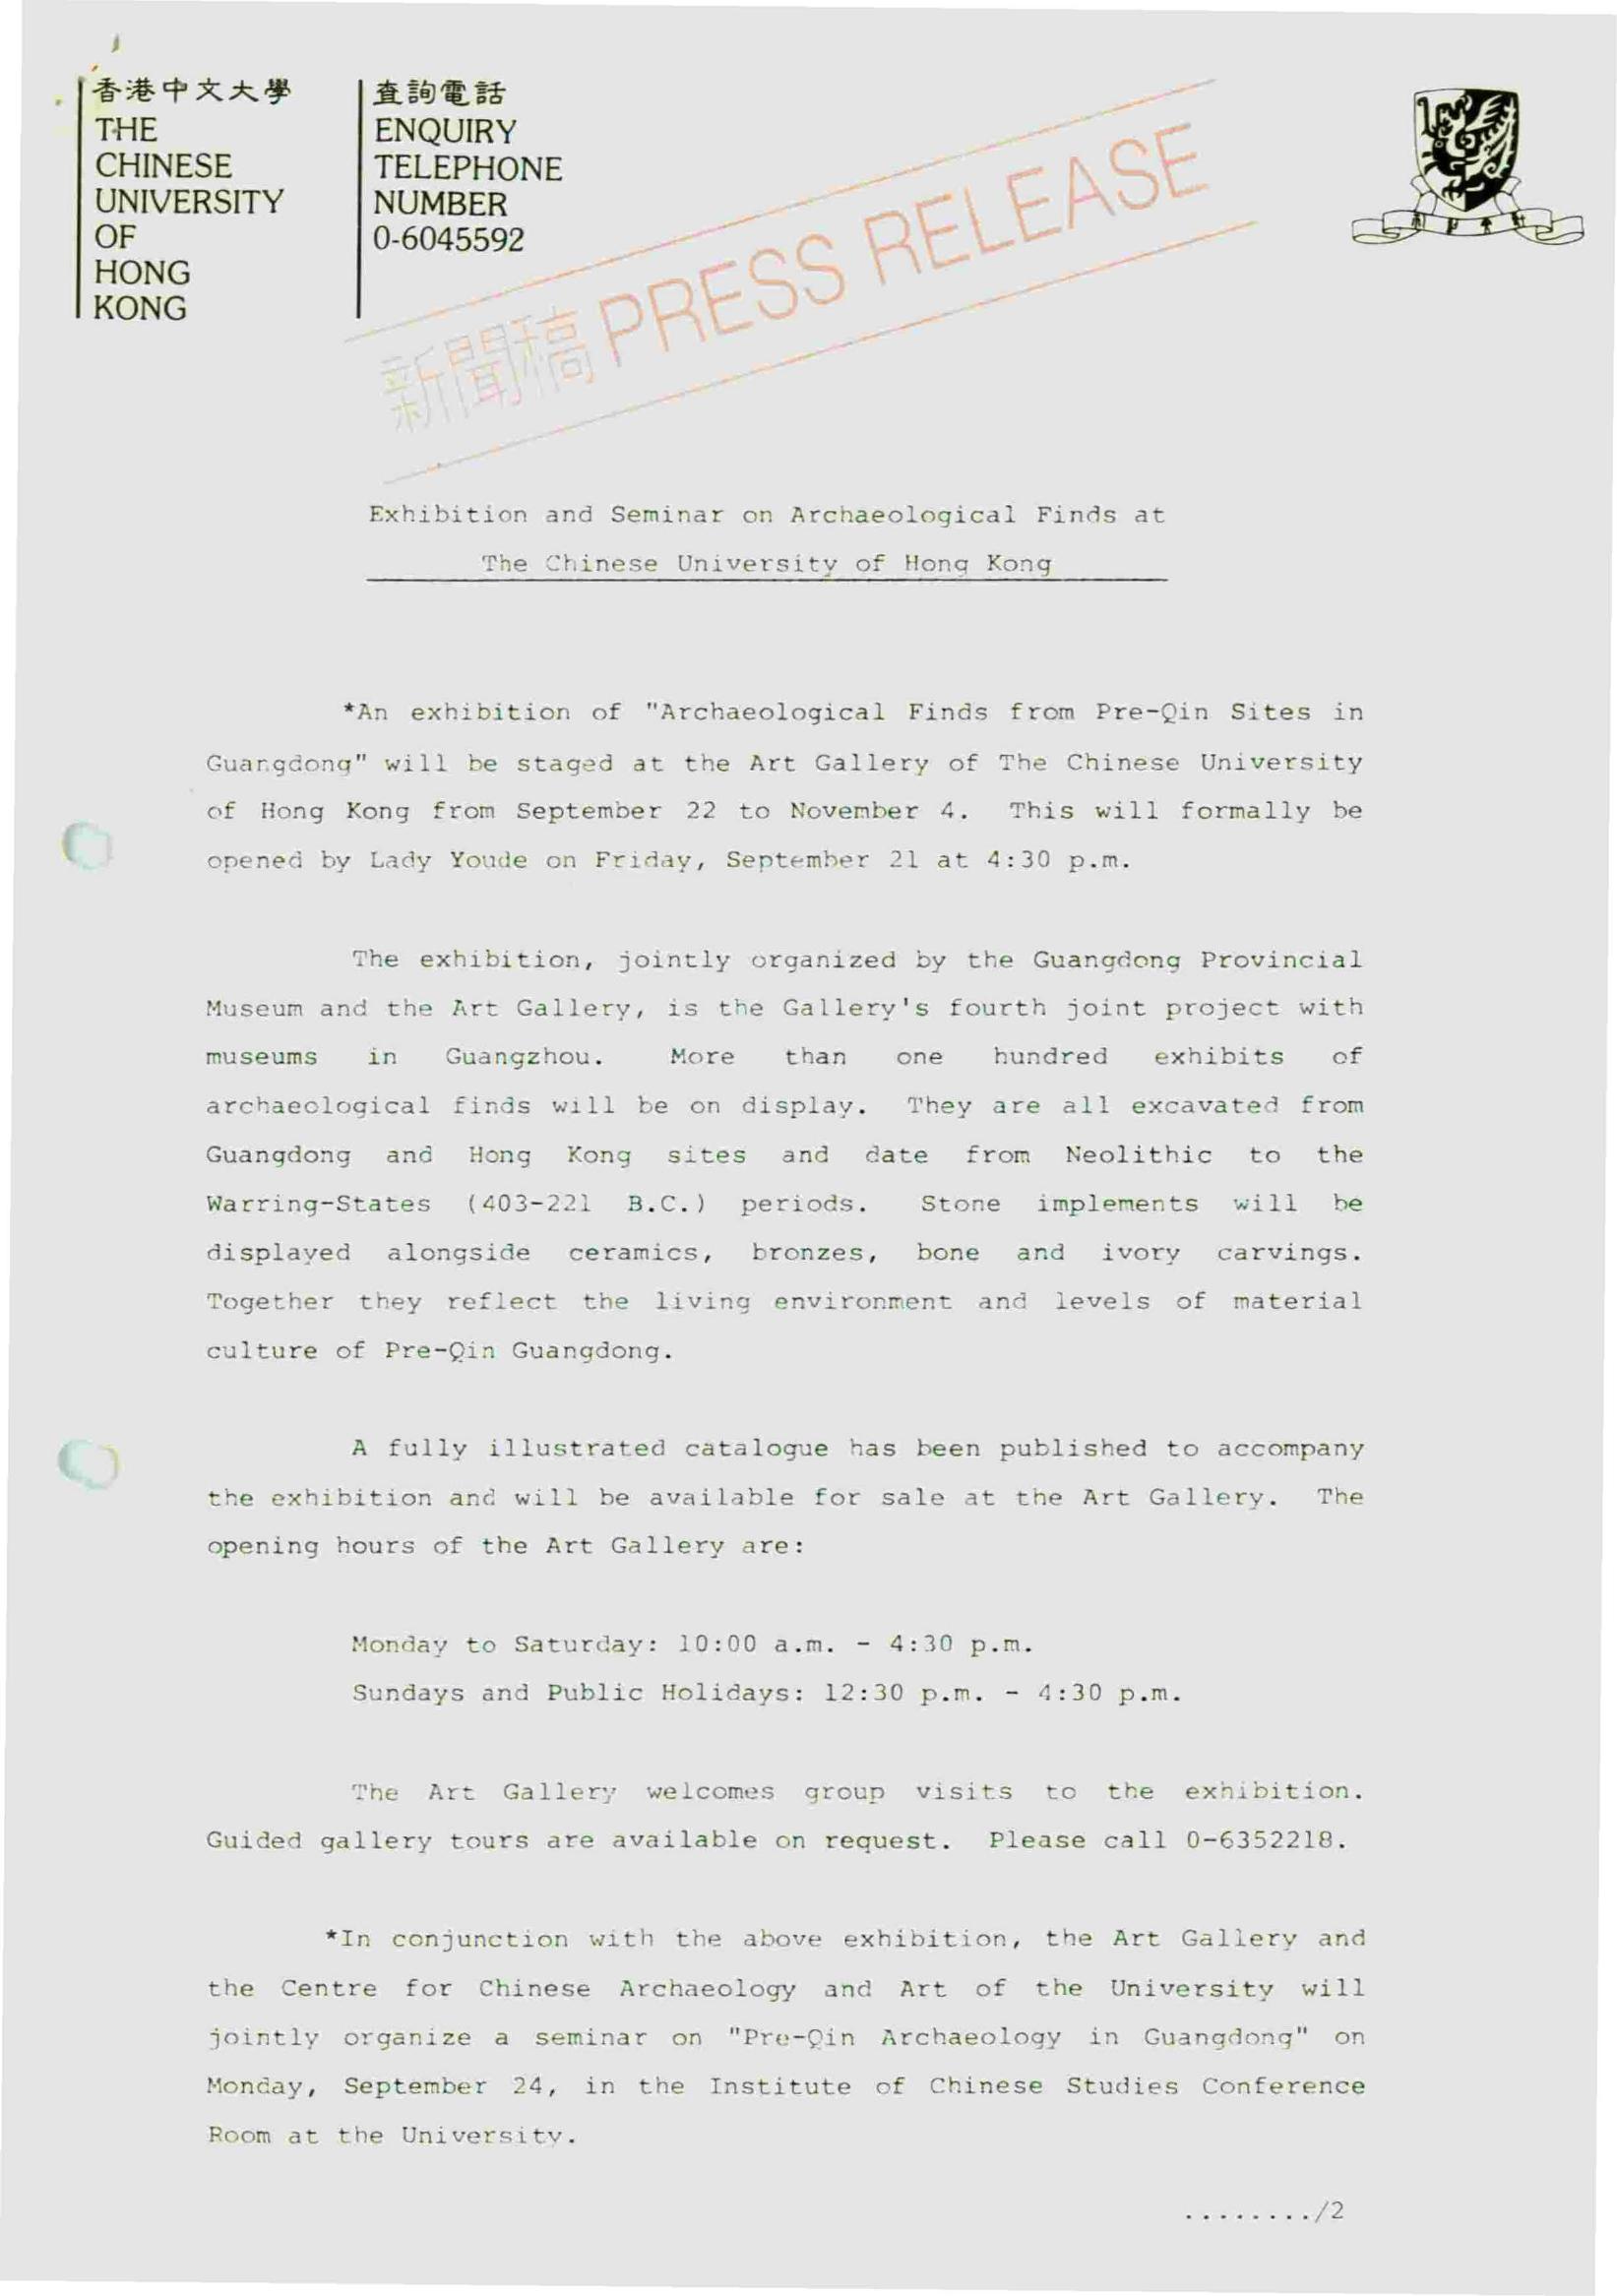 香港中文大學
THE
CHINESE
UNIVERSITY
OF
HONG
KONG
查詢電話
ENQUIRY
TELEPHONE
NUMBER
0-6045592
新聞稿 PRESS RELEASE
Exhibition and Seminar on Archaeological Finds at
The Chinese University of Hong Kong
*An exhibition of "Archaeological Finds from Pre-Qin Sites in
Guangdong" will be staged at the Art Gallery of The Chinese University
of Hong Kong from September 22 to November 4. This will formally be
opened by Lady Youde on Friday, September 21 at 4:30 p.m.
The exhibition, jointly organized by the Guangdong Provincial
Museum and the Art Gallery, is the Gallery's fourth joint project with
museums in Guangzhou. More than one hundred exhibits of
archaeological finds will be on display. They are all excavated from
Guangdong and Hong Kong sites and date from Neolithic to the
Warring-States (403-221 B.C.) periods. Stone implements will be
displayed alongside ceramics, bronzes, bone and ivory carvings.
Together they reflect the living environment and levels of material
culture of Pre-Qin Guangdong.
A fully illustrated catalogue has been published to accompany
the exhibition and will be available for sale at the Art Gallery. The
opening hours of the Art Gallery are:
Monday to Saturday: 10:00 a.m. - 4:30 p.m.
Sundays and Public Holidays: 12:30 p.m. - 4:30 p.m.
The Art Gallery welcomes group visits to the exhibition.
Guided gallery tours are available on request. Please call 0-6352218.
*In conjunction with the above exhibition, the Art Gallery and
the Centre for Chinese Archaeology and Art of the University will
jointly organize a seminar on "Pre-Qin Archaeology in Guangdong" on
Monday, September 24, in the Institute of Chinese Studies Conference
Room at the University.
......../2